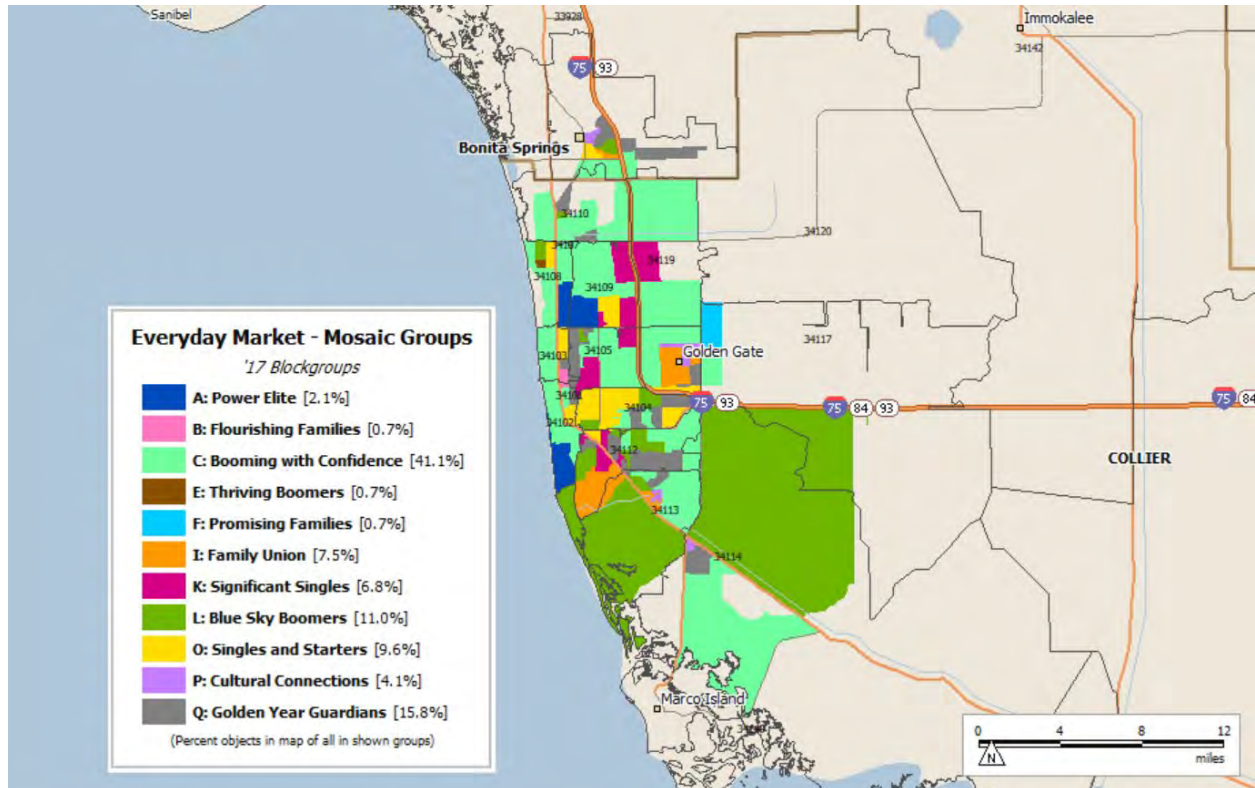 Sanibel
33928
Immokalee
34142
75 93
Bonita Springs
34110
34120
34107
34119
34108
34109
34117
34103
34105
Golden Gate
34104
34102
75 93
75 84 93
75 84
34112
COLLIER
34113
34114
Marco Island
Everyday Market - Mosaic Groups
'17 Blockgroups
A: Power Elite [2.1%]
B: Flourishing Families [0.7%]
C: Booming with Confidence [41.1%]
E: Thriving Boomers [0.7%]
F: Promising Families [0.7%]
I: Family Union [7.5%]
K: Significant Singles [6.8%]
L: Blue Sky Boomers [11.0%]
O: Singles and Starters [9.6%]
P: Cultural Connections [4.1%]
Q: Golden Year Guardians [15.8%]
(Percent objects in map of all in shown groups)
0 4 8 12
miles
N